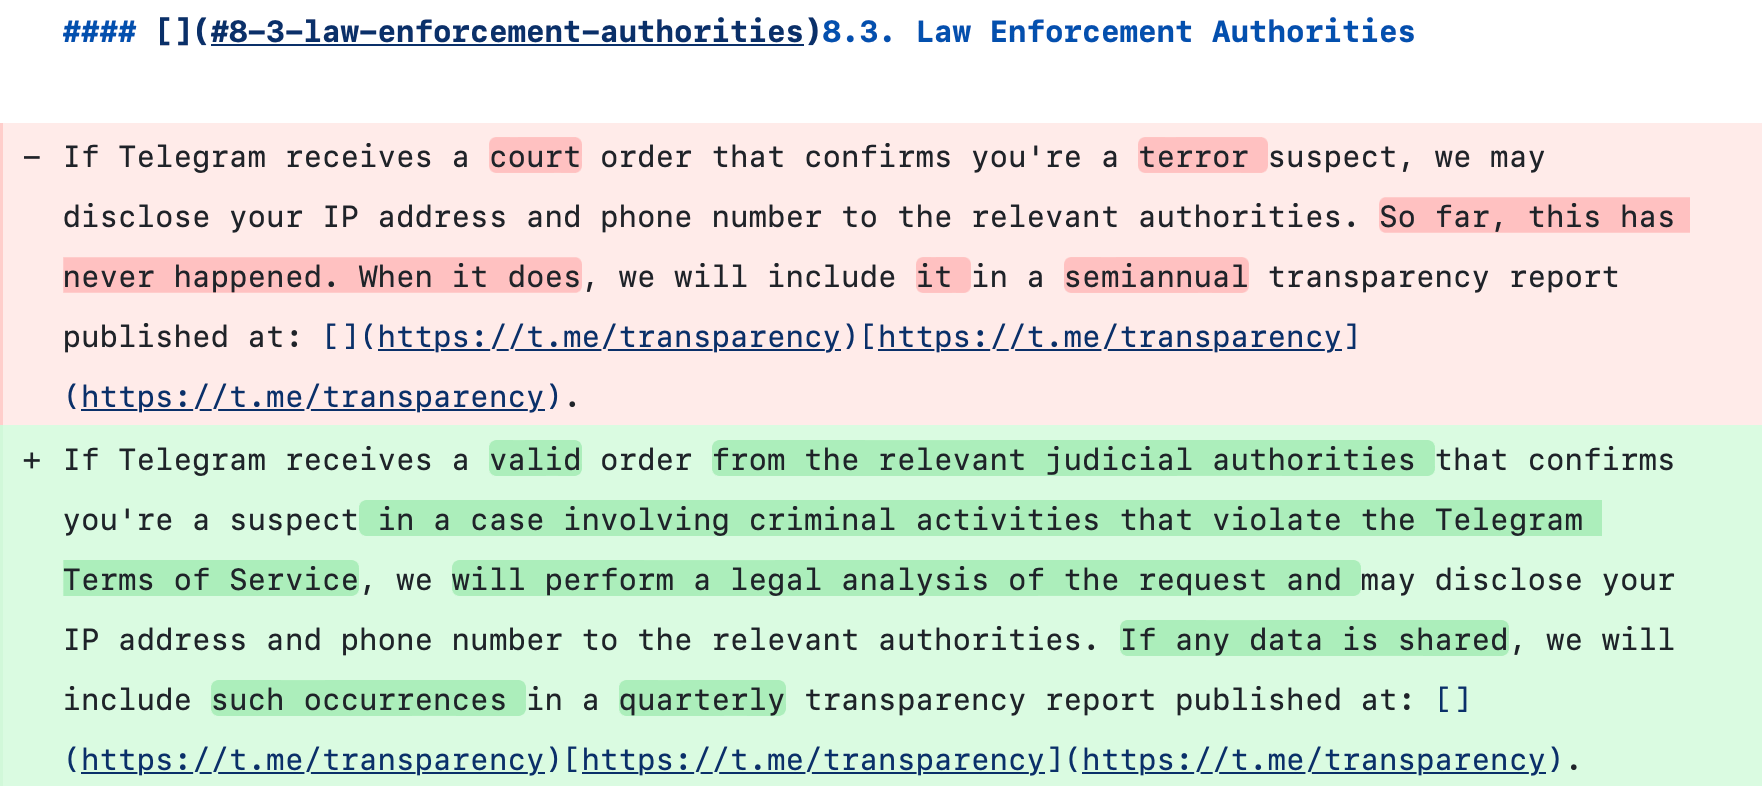 #### [](#8-3-law-enforcement-authorities)8.3. Law Enforcement Authorities
− If Telegram receives a court order that confirms you're a terror suspect, we may
disclose your IP address and phone number to the relevant authorities. So far, this has
never happened. When it does, we will include it in a semiannual transparency report
published at: [](https://t.me/transparency)[https://t.me/transparency]
(https://t.me/transparency).
+ If Telegram receives a valid order from the relevant judicial authorities that confirms
you're a suspect in a case involving criminal activities that violate the Telegram
Terms of Service, we will perform a legal analysis of the request and may disclose your
IP address and phone number to the relevant authorities. If any data is shared, we will
include such occurrences in a quarterly transparency report published at: []
(https://t.me/transparency)[https://t.me/transparency](https://t.me/transparency).